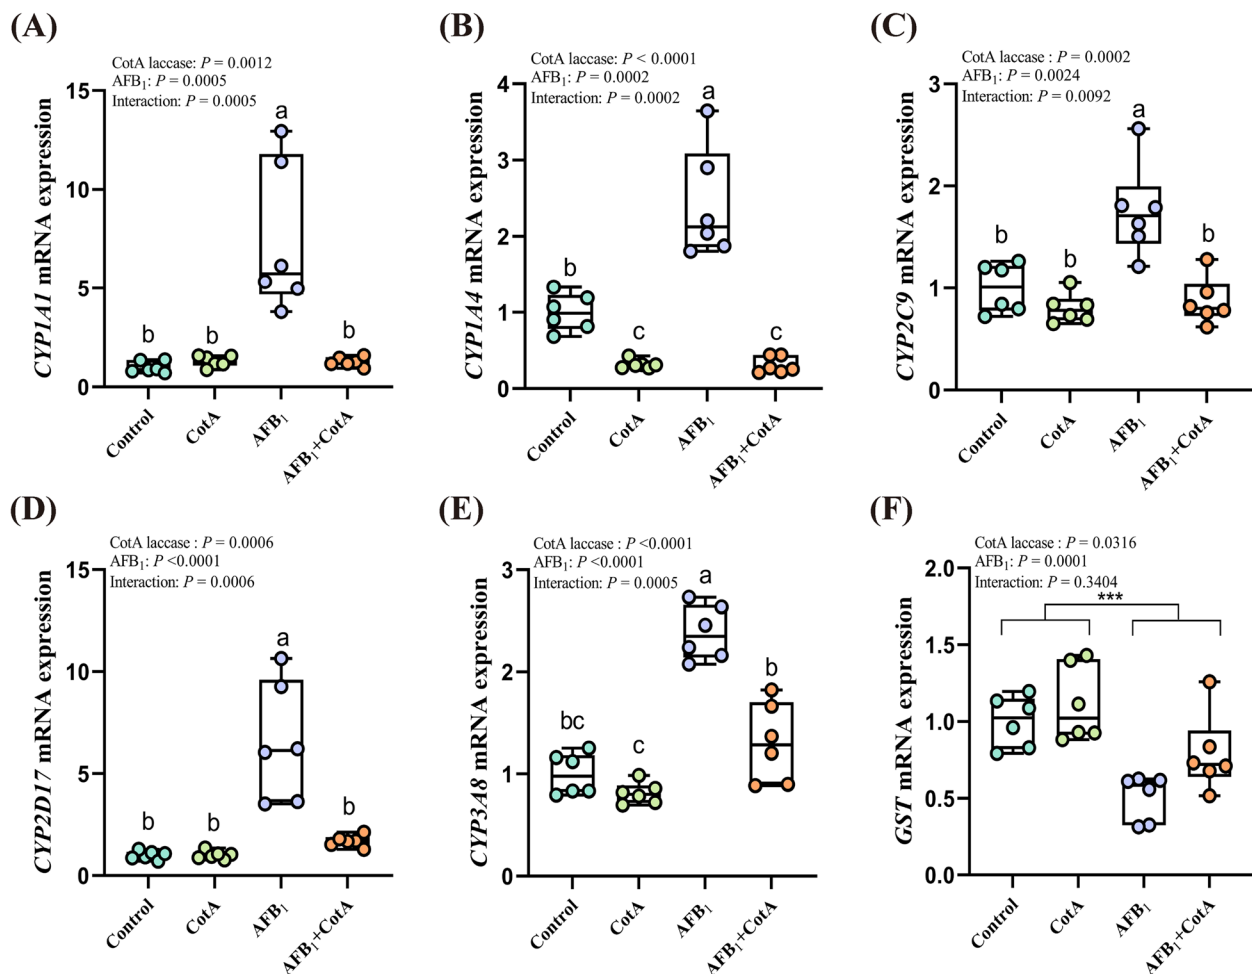 (A)
CotA laccase: P = 0.0012
AFB₁: P = 0.0005
Interaction: P = 0.0005
CYP1A1 mRNA expression
15
10
5
0
b
b
a
b
Control
CotA
AFB₁
AFB₁+CotA
(B)
CotA laccase: P < 0.0001
AFB₁: P = 0.0002
Interaction: P = 0.0002
CYP1A4 mRNA expression
4
3
2
1
0
b
c
a
c
Control
CotA
AFB₁
AFB₁+CotA
(C)
CotA laccase : P = 0.0002
AFB₁: P = 0.0024
Interaction: P = 0.0092
CYP2C9 mRNA expression
3
2
1
0
b
b
a
b
Control
CotA
AFB₁
AFB₁+CotA
(D)
CotA laccase : P = 0.0006
AFB₁: P <0.0001
Interaction: P = 0.0006
CYP2D17 mRNA expression
15
10
5
0
b
b
a
b
Control
CotA
AFB₁
AFB₁+CotA
(E)
CotA laccase : P <0.0001
AFB₁: P <0.0001
Interaction: P = 0.0005
CYP3A8 mRNA expression
3
2
1
0
bc
c
a
b
Control
CotA
AFB₁
AFB₁+CotA
(F)
CotA laccase : P = 0.0316
AFB₁: P = 0.0001
Interaction: P = 0.3404
GST mRNA expression
2.0
1.5
1.0
0.5
0.0
***
Control
CotA
AFB₁
AFB₁+CotA